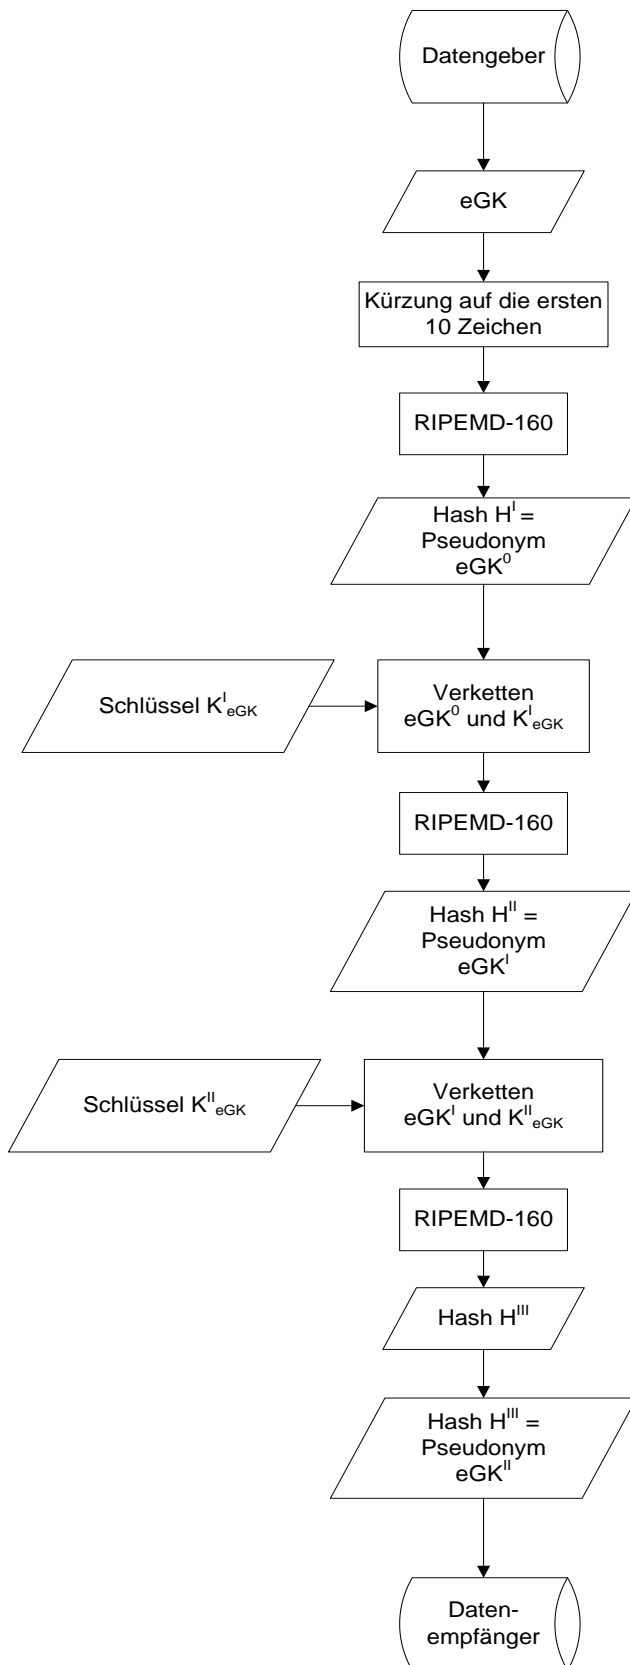 Datengeber
eGK
Kürzung auf die ersten
10 Zeichen
RIPEMD-160
Hash H^I =
Pseudonym
eGK^0
Schlüssel K^I_eGK
Verketten
eGK^0 und K^I_eGK
RIPEMD-160
Hash H^II =
Pseudonym
eGK^I
Schlüssel K^II_eGK
Verketten
eGK^I und K^II_eGK
RIPEMD-160
Hash H^III
Hash H^III =
Pseudonym
eGK^II
Daten-
empfänger